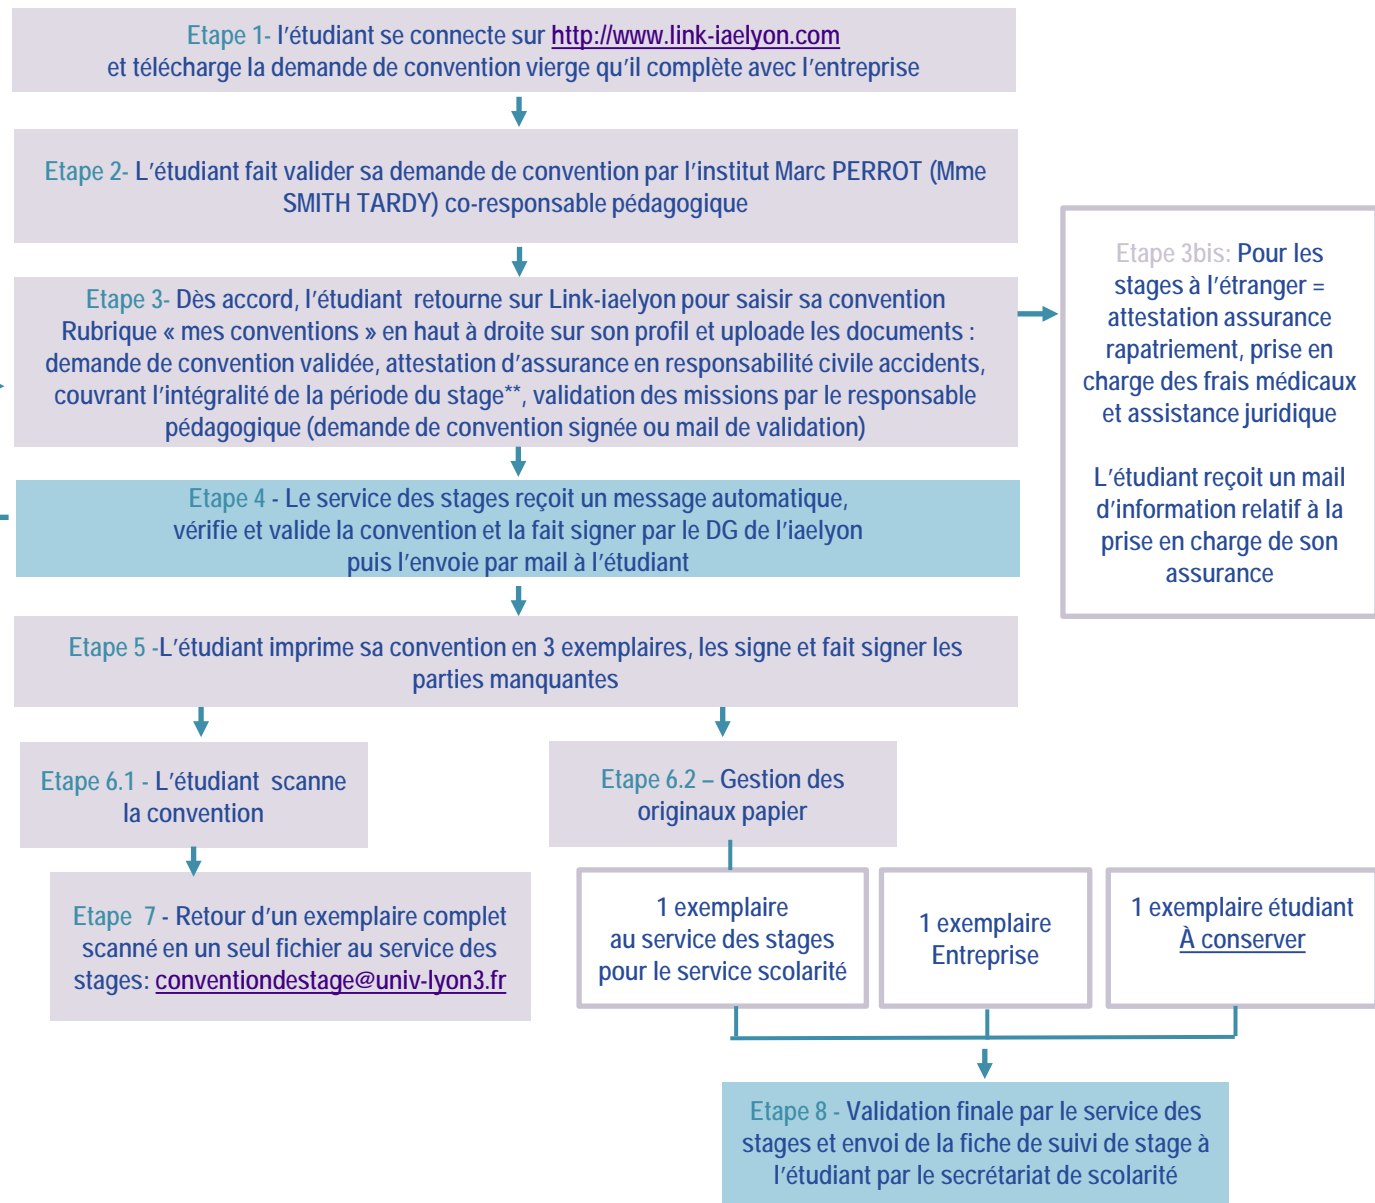 Etape 1- l'étudiant se connecte sur http://www.link-iaelyon.com
et télécharge la demande de convention vierge qu'il complète avec l'entreprise
Etape 2- L'étudiant fait valider sa demande de convention par l'institut Marc PERROT (Mme
SMITH TARDY) co-responsable pédagogique
Etape 3- Dès accord, l'étudiant retourne sur Link-iaelyon pour saisir sa convention
Rubrique « mes conventions » en haut à droite sur son profil et uploade les documents :
demande de convention validée, attestation d'assurance en responsabilité civile accidents,
couvrant l'intégralité de la période du stage**, validation des missions par le responsable
pédagogique (demande de convention signée ou mail de validation)
Etape 3bis: Pour les
stages à l'étranger =
attestation assurance
rapatriement, prise en
charge des frais médicaux
et assistance juridique
L'étudiant reçoit un mail
d'information relatif à la
prise en charge de son
assurance
Etape 4 - Le service des stages reçoit un message automatique,
vérifie et valide la convention et la fait signer par le DG de l'iaelyon
puis l'envoie par mail à l'étudiant
Etape 5 -L'étudiant imprime sa convention en 3 exemplaires, les signe et fait signer les
parties manquantes
Etape 6.1 - L'étudiant scanne
la convention
Etape 6.2 – Gestion des
originaux papier
Etape 7 - Retour d'un exemplaire complet
scanné en un seul fichier au service des
stages: conventiondestage@univ-lyon3.fr
1 exemplaire
au service des stages
pour le service scolarité
1 exemplaire
Entreprise
1 exemplaire étudiant
À conserver
Etape 8 - Validation finale par le service des
stages et envoi de la fiche de suivi de stage à
l'étudiant par le secrétariat de scolarité